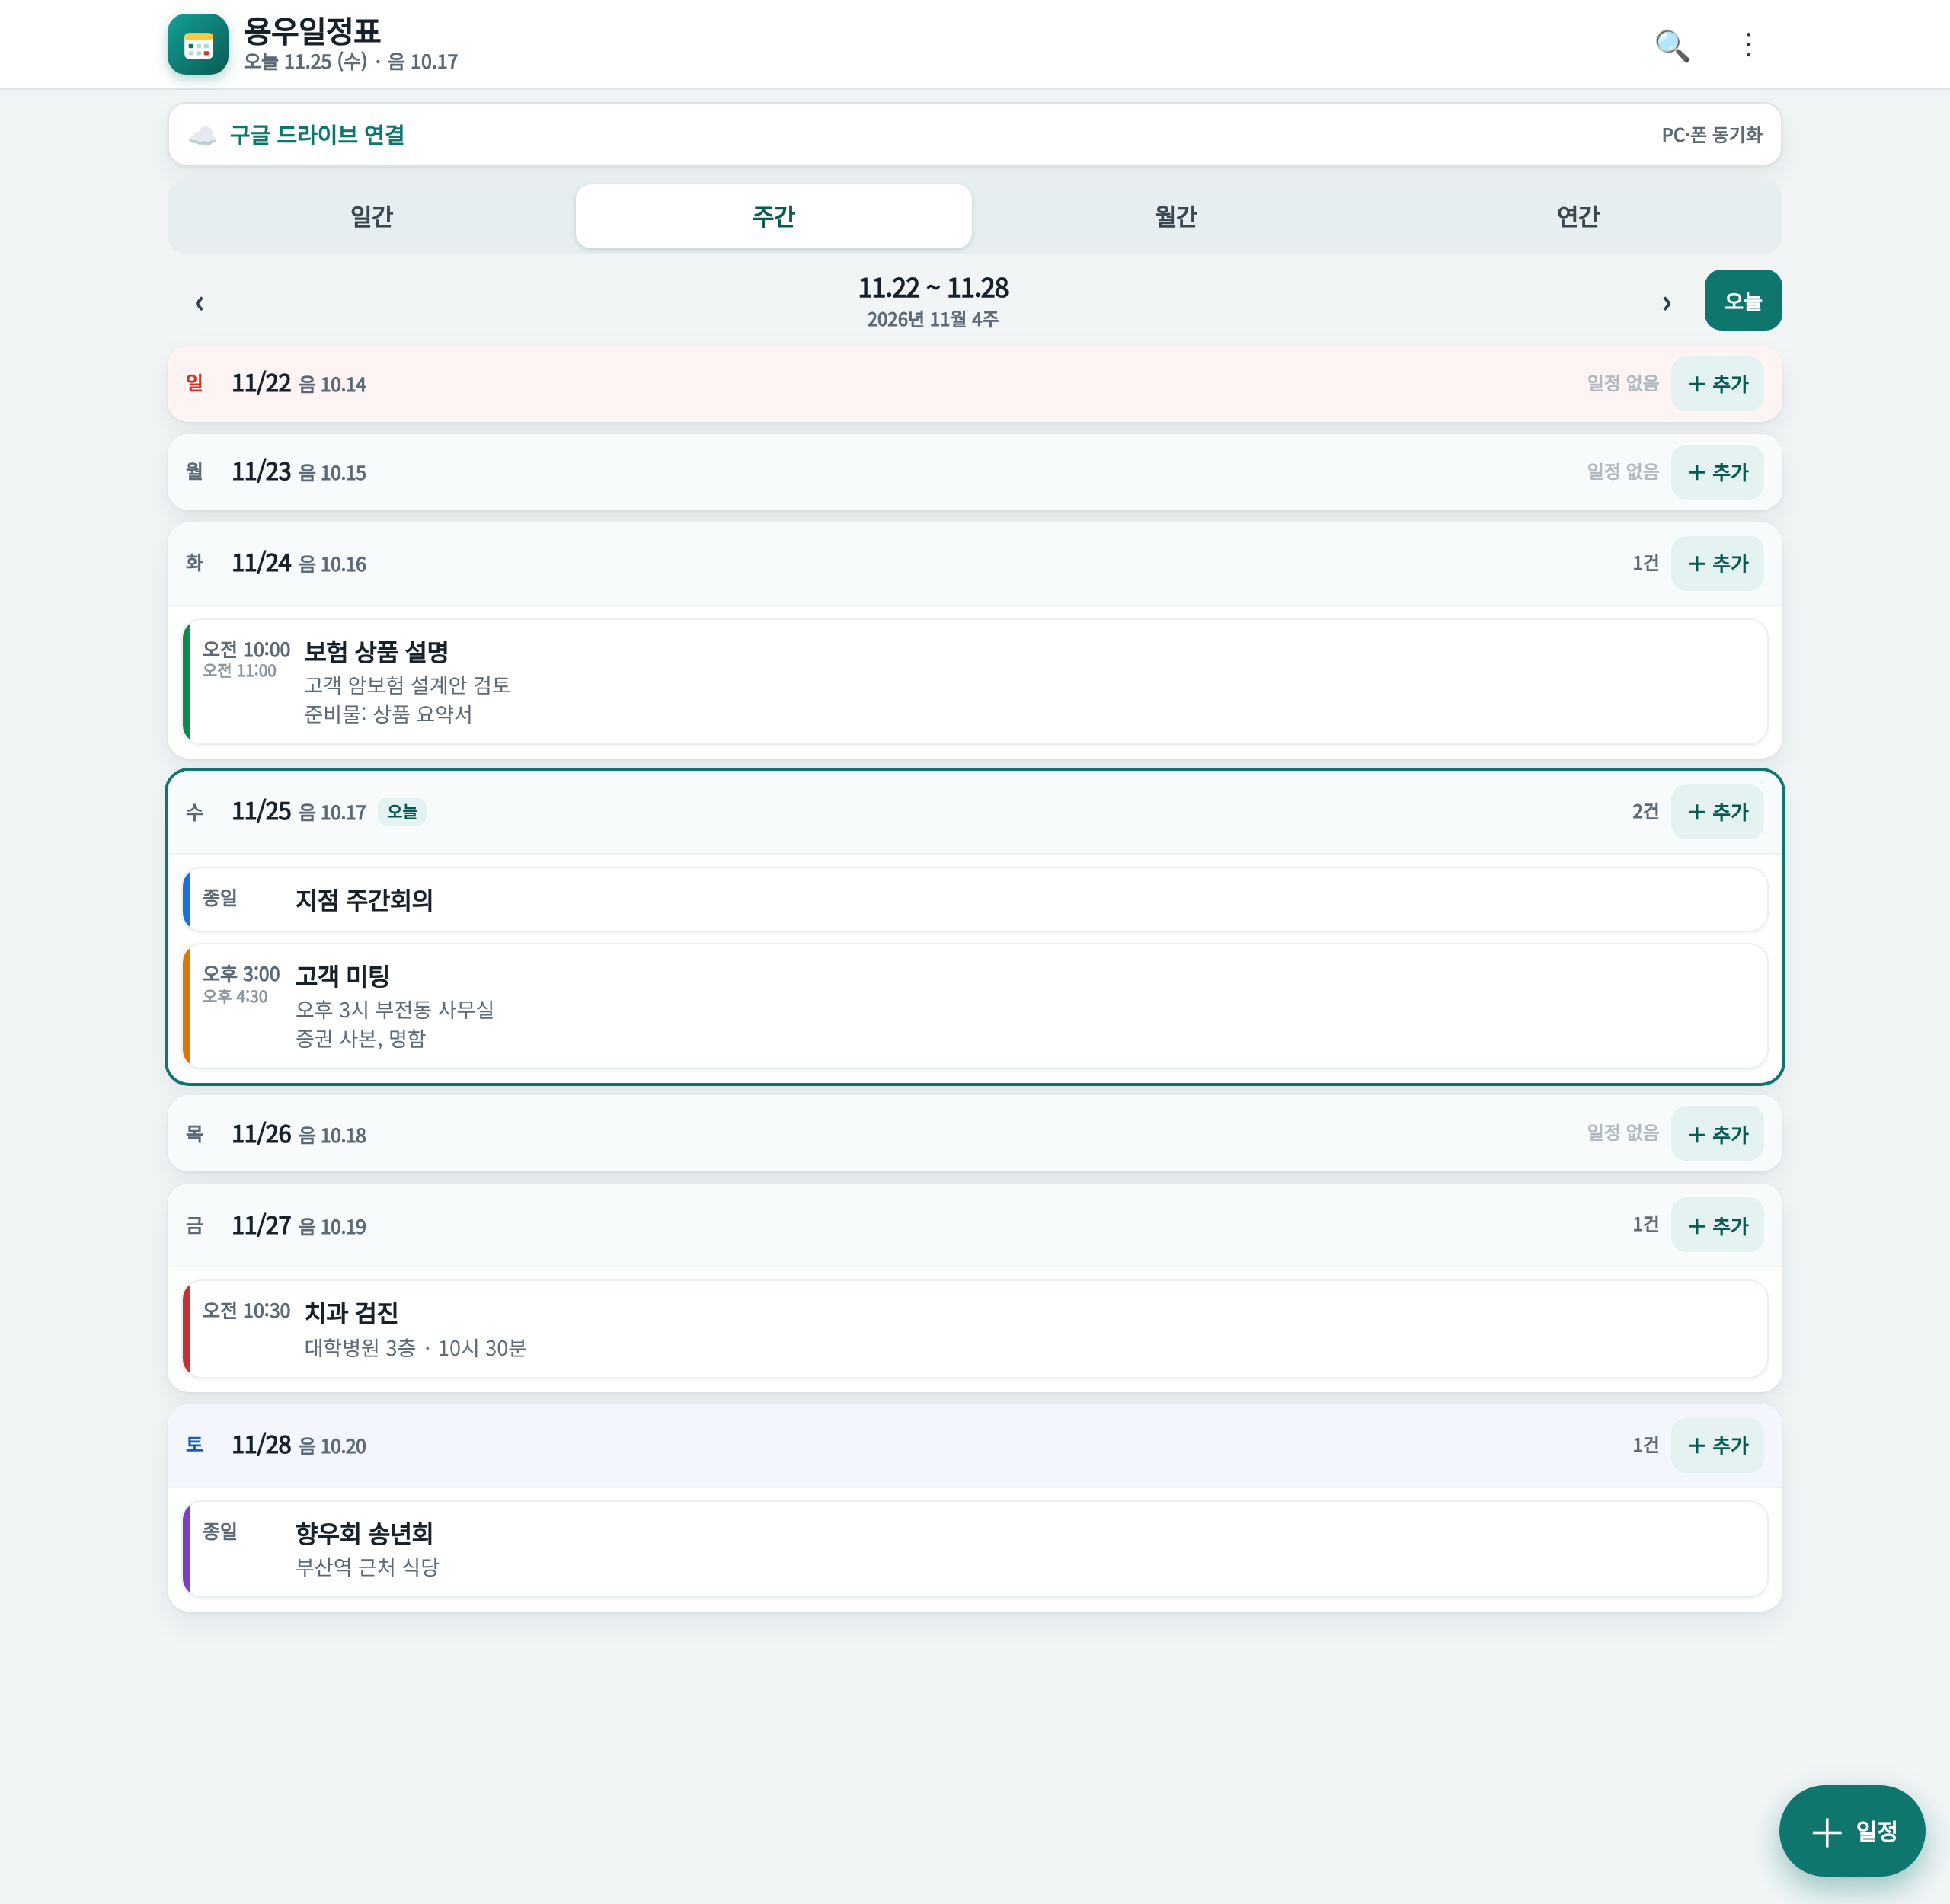 용우일정표
오늘 11.25 (수) · 음 10.17
구글 드라이브 연결
PC·폰 동기화
일간
주간
월간
연간
11.22 ~ 11.28
2026년 11월 4주
오늘
일 11/22 음 10.14 일정 없음 + 추가
월 11/23 음 10.15 일정 없음 + 추가
화 11/24 음 10.16 1건 + 추가
오전 10:00 보험 상품 설명
오전 11:00
고객 암보험 설계안 검토
준비물: 상품 요약서
수 11/25 음 10.17 오늘 2건 + 추가
종일 지점 주간회의
오후 3:00 고객 미팅
오후 4:30
오후 3시 부전동 사무실
증권 사본, 명함
목 11/26 음 10.18 일정 없음 + 추가
금 11/27 음 10.19 1건 + 추가
오전 10:30 치과 검진
대학병원 3층 · 10시 30분
토 11/28 음 10.20 1건 + 추가
종일 향우회 송년회
부산역 근처 식당
+ 일정